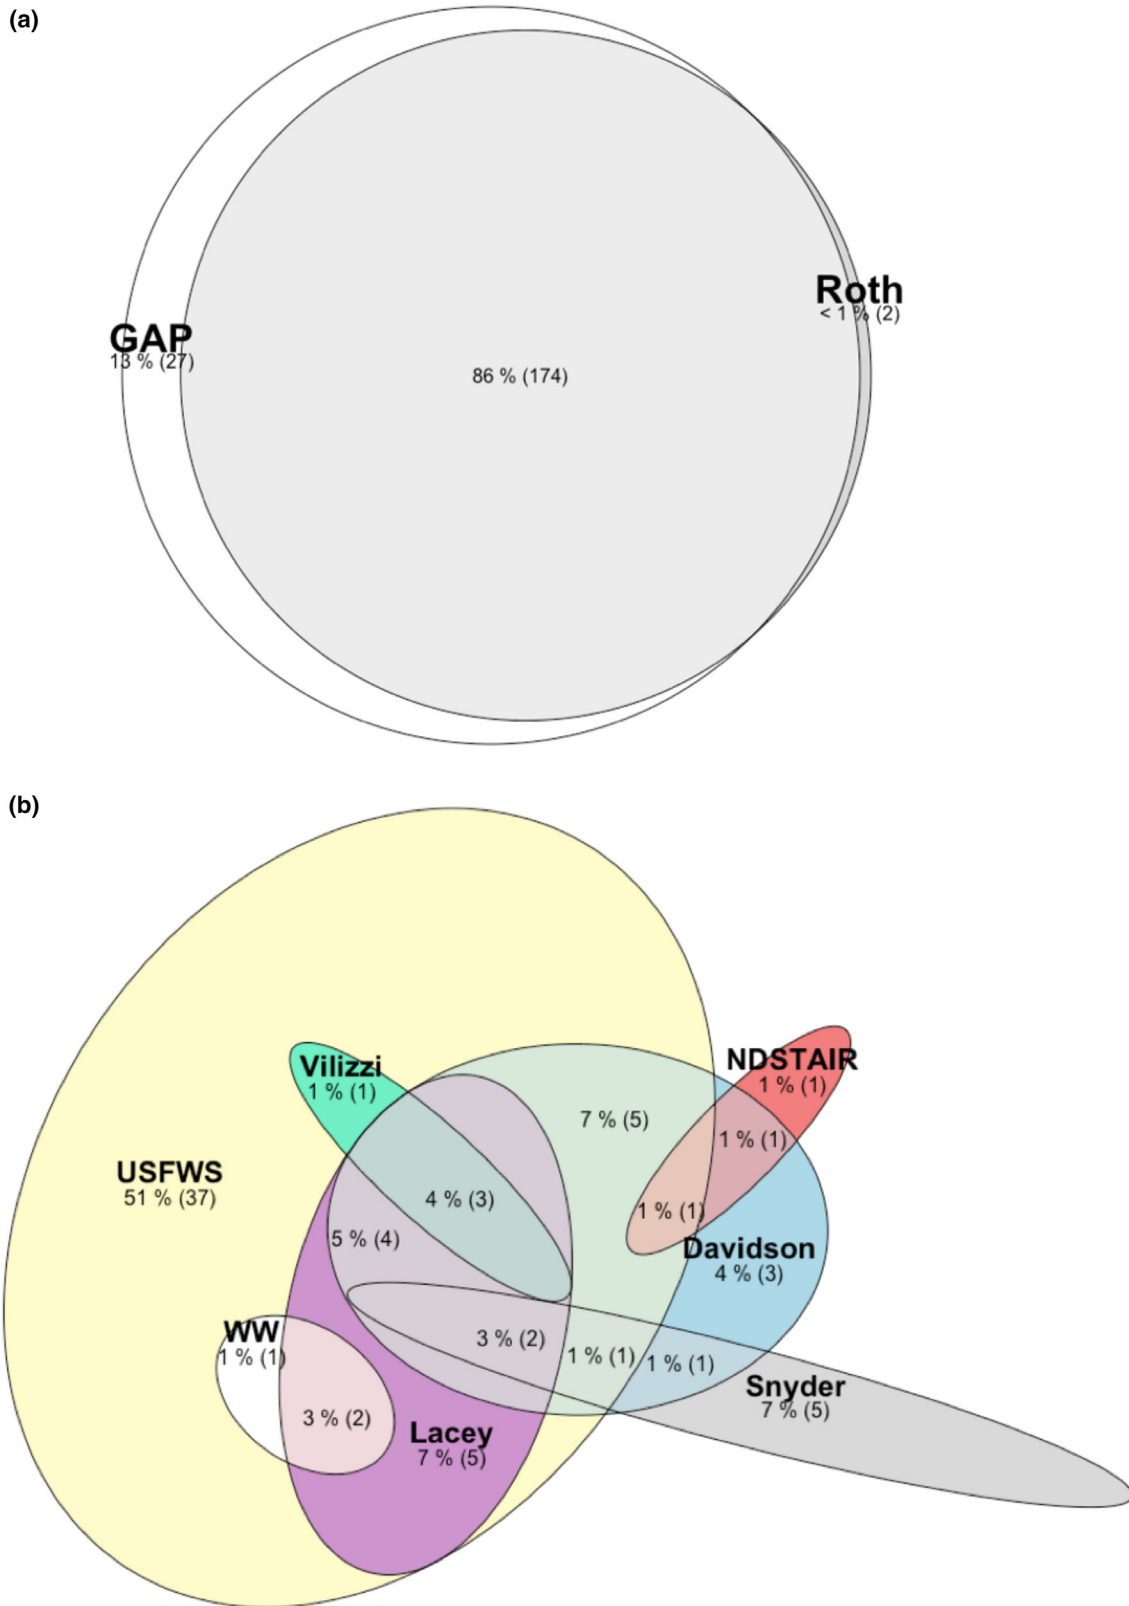 (a)
Roth
< 1 % (2)
GAP
13 % (27)
86 % (174)
(b)
Vilizzi
1 % (1)
NDSTAIR
1 % (1)
7 % (5)
1 % (1)
USFWS
51 % (37)
4 % (3)
1 % (1)
5 % (4)
Davidson
4 % (3)
WW
1 % (1)
3 % (2)
1 % (1)
1 % (1)
Snyder
7 % (5)
3 % (2)
Lacey
7 % (5)